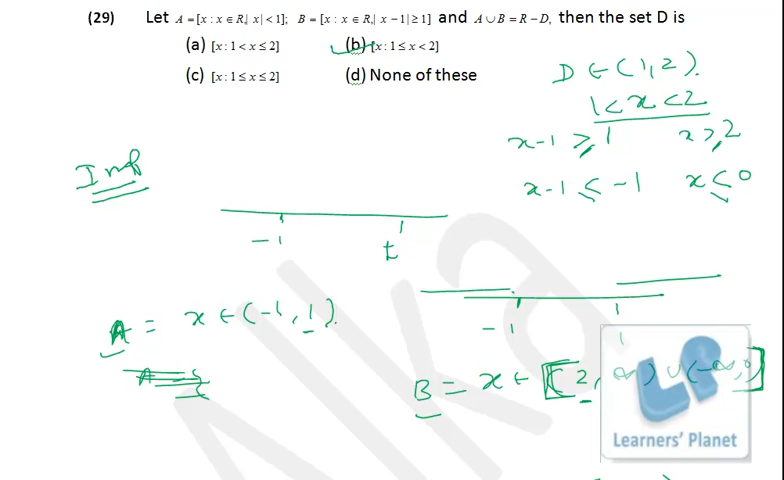 (29) Let A = [x : x ∈ R, | x| < 1]; B = [x : x ∈ R, | x − 1 | ≥ 1] and A ∪ B = R − D, then the set D is
(a) [x : 1 < x ≤ 2] (b) [x : 1 ≤ x < 2]
(c) [x : 1 ≤ x ≤ 2] (d) None of these
D ∈ (1, 2).
1 < x < 2
x-1 ≥ 1 x ≥ 2
x-1 ≤ -1 x ≤ 0
Imp
-1
A = x ∈ (-1, 1).
-1 1
B = x ∈ [2, ∞) ∪ (-∞, 0]
Learners' Planet